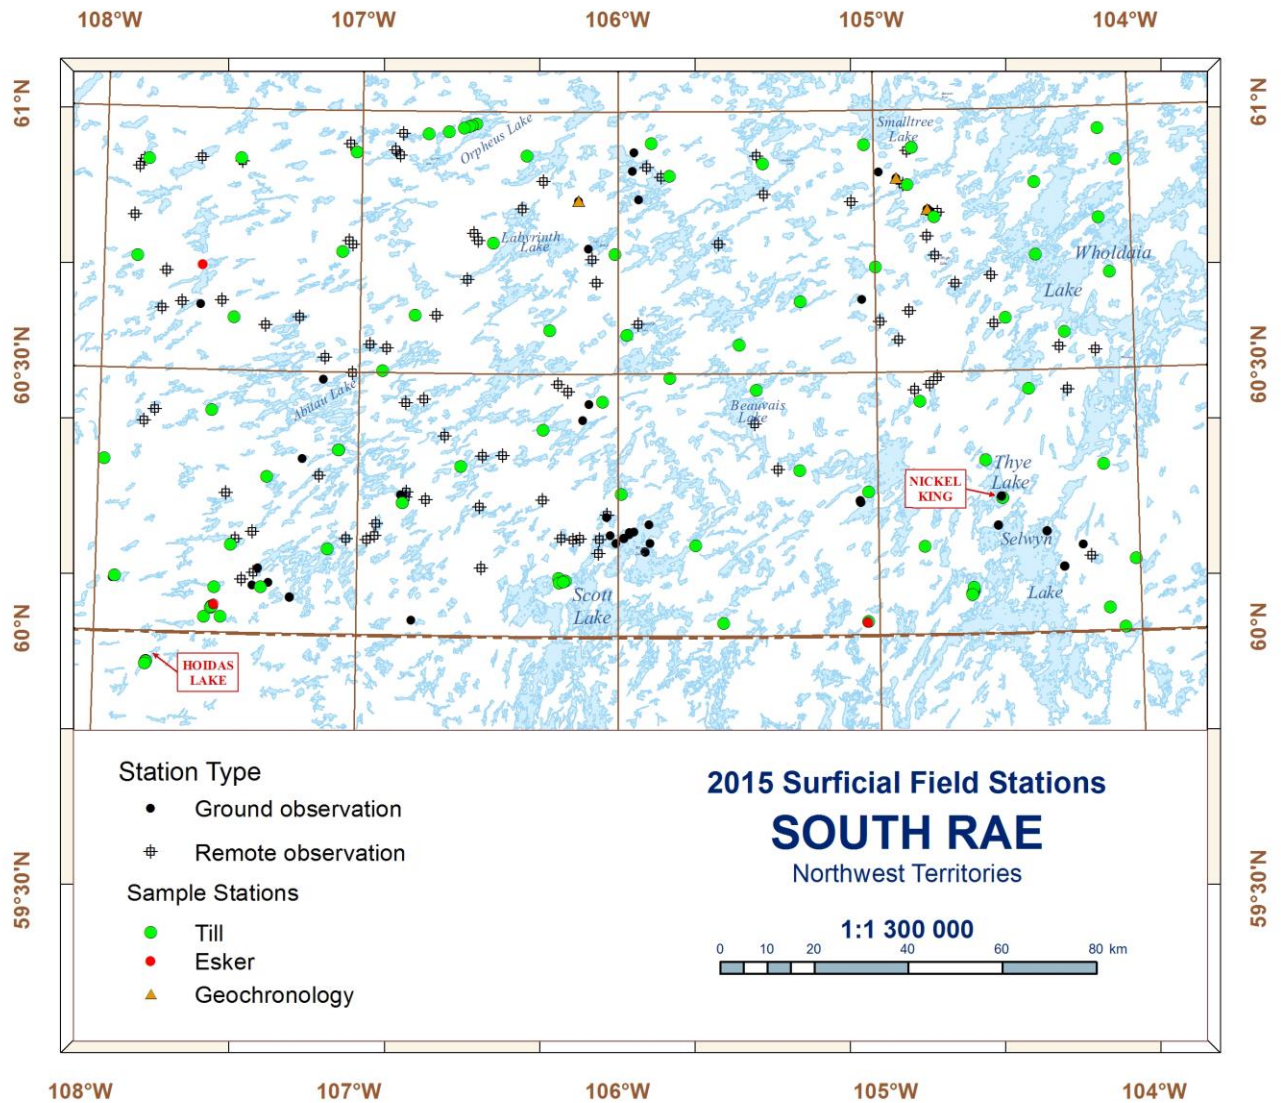 108°W 107°W 106°W 105°W 104°W
61°N
61°N
Orpheus Lake
Smalltree
Lake
Labyrinth
Lake
Wholdaia
Lake
60°30'N
60°30'N
Abitau Lake
Beauvais
Lake
Thye
Lake
NICKEL
KING
Selwyn
Lake
Scott
Lake
60°N
60°N
HOIDAS
LAKE
Station Type
Ground observation
Remote observation
Sample Stations
Till
Esker
Geochronology
2015 Surficial Field Stations
SOUTH RAE
Northwest Territories
1:1 300 000
0 10 20 40 60 80 km
59°30'N
59°30'N
108°W 107°W 106°W 105°W 104°W